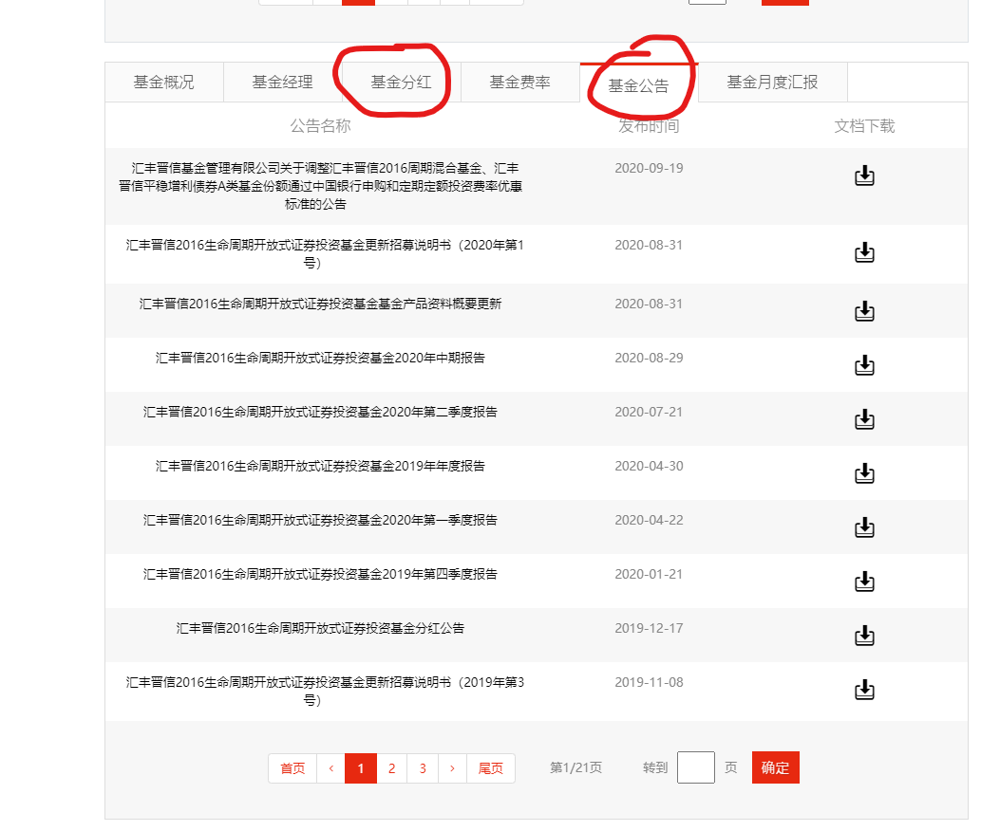 基金概况 基金经理 基金分红 基金费率 基金公告 基金月度汇报
公告名称 发布时间 文档下载
汇丰晋信基金管理有限公司关于调整汇丰晋信2016周期混合基金、汇丰 2020-09-19
晋信平稳增利债券A类基金份额通过中国银行申购和定期定额投资费率优惠
标准的公告
汇丰晋信2016生命周期开放式证券投资基金更新招募说明书（2020年第1 2020-08-31
号）
汇丰晋信2016生命周期开放式证券投资基金基金产品资料概要更新 2020-08-31
汇丰晋信2016生命周期开放式证券投资基金2020年中期报告 2020-08-29
汇丰晋信2016生命周期开放式证券投资基金2020年第二季度报告 2020-07-21
汇丰晋信2016生命周期开放式证券投资基金2019年年度报告 2020-04-30
汇丰晋信2016生命周期开放式证券投资基金2020年第一季度报告 2020-04-22
汇丰晋信2016生命周期开放式证券投资基金2019年第四季度报告 2020-01-21
汇丰晋信2016生命周期开放式证券投资基金分红公告 2019-12-17
汇丰晋信2016生命周期开放式证券投资基金更新招募说明书（2019年第3 2019-11-08
号）
首页 ‹ 1 2 3 › 尾页 第1/21页 转到 页 确定